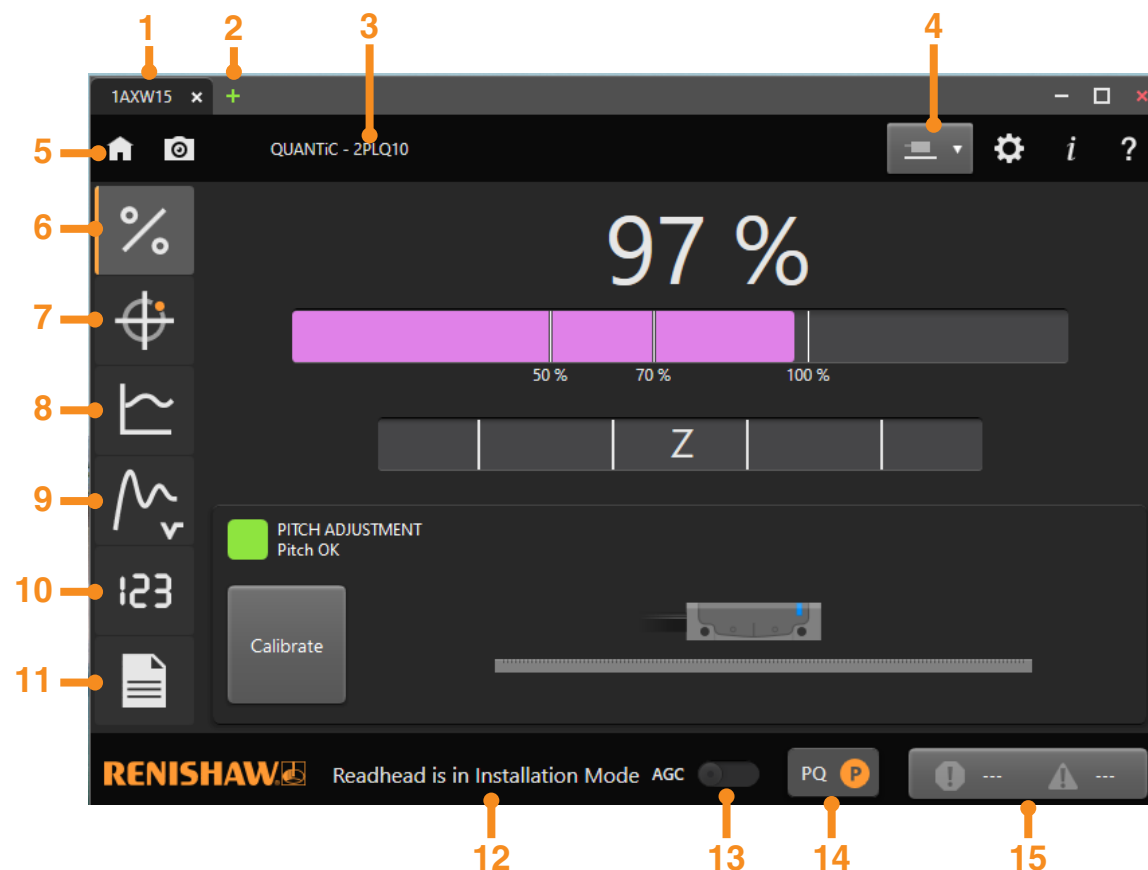 1 2 3 4
1AXW15 × +
5 QUANTiC - 2PLQ10 i ?
6 % 97 %
7
50 % 70 % 100 %
8
Z
9 V
PITCH ADJUSTMENT
Pitch OK
10 123
Calibrate
11
RENISHAW Readhead is in Installation Mode AGC PQ P ! --- ! ---
12 13 14 15